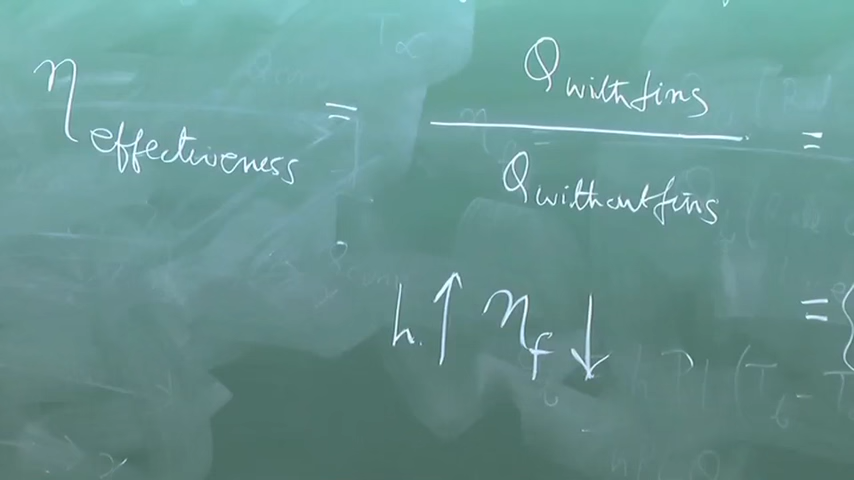 η effectiveness = Q with fins / Q without fins =
h. ↑ η f ↓ = {